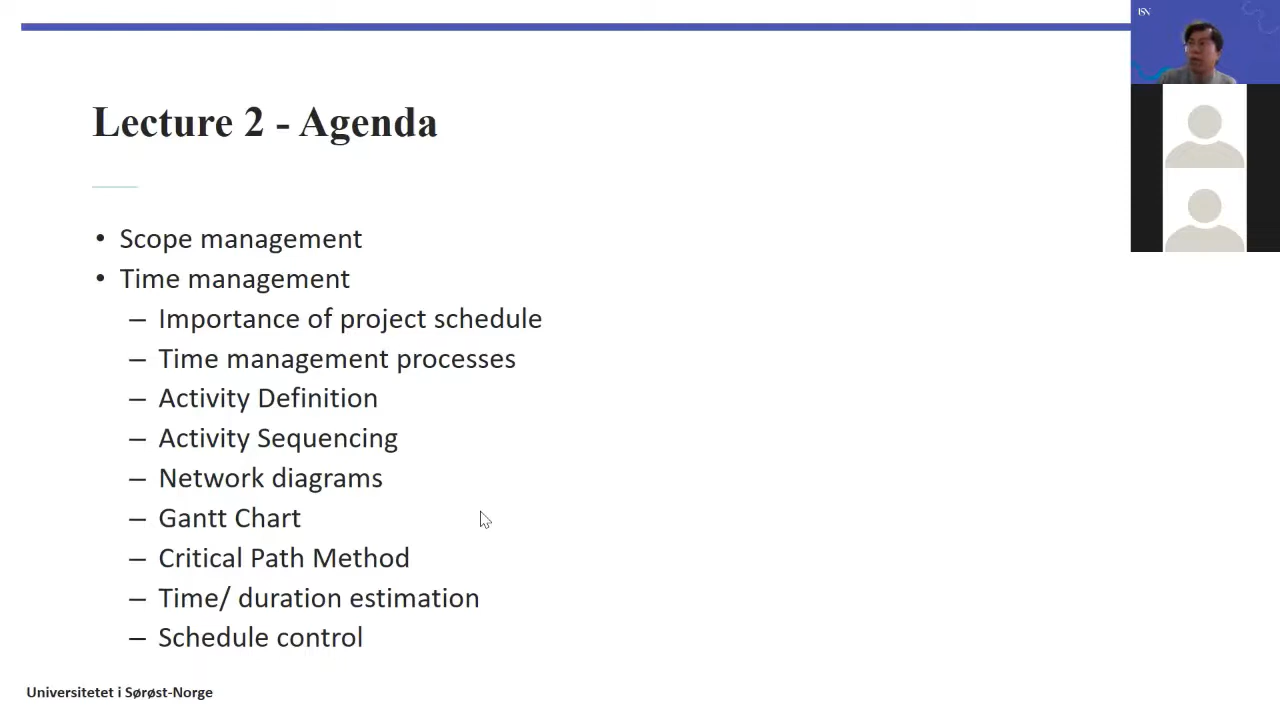 Lecture 2 - Agenda
• Scope management
• Time management
– Importance of project schedule
– Time management processes
– Activity Definition
– Activity Sequencing
– Network diagrams
– Gantt Chart
– Critical Path Method
– Time/ duration estimation
– Schedule control
Universitetet i Sørøst-Norge